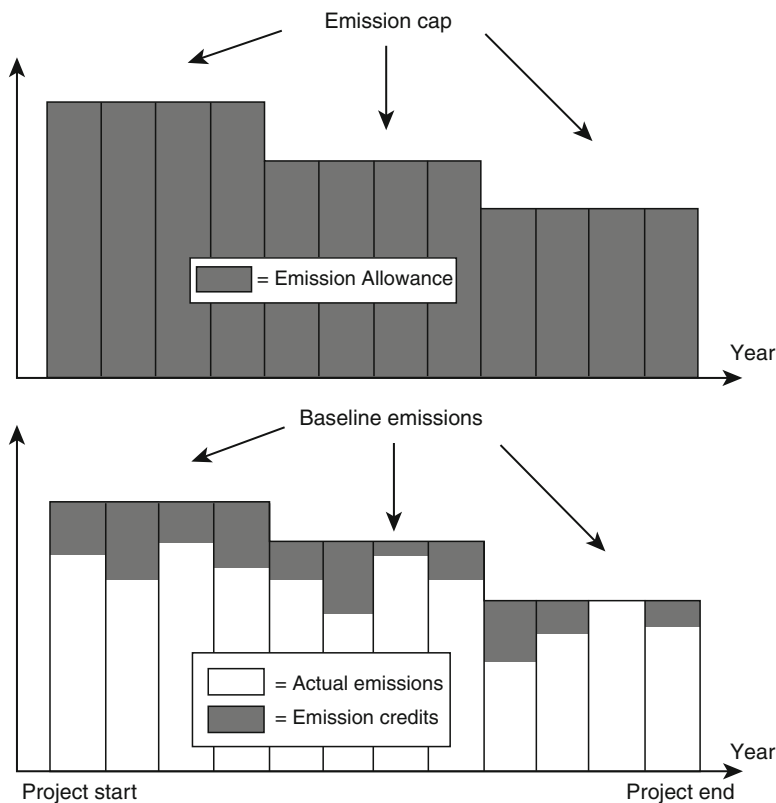 Emission cap
= Emission Allowance
Year
Baseline emissions
= Actual emissions
= Emission credits
Year
Project start
Project end